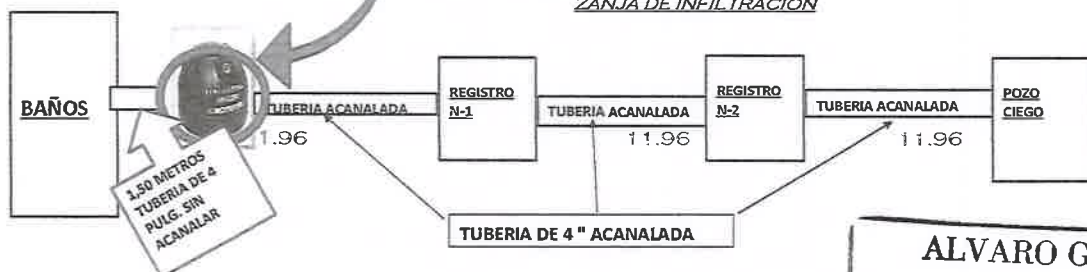 ZANJA DE INFILTRACION
BAÑOS
TUBERIA ACANALADA
1.96
REGISTRO
N-1
TUBERIA ACANALADA
11.96
REGISTRO
N-2
TUBERIA ACANALADA
11.96
POZO
CIEGO
1,50 METROS
TUBERIA DE 4
PULG. SIN
ACANALAR
TUBERIA DE 4 " ACANALADA
ALVARO G